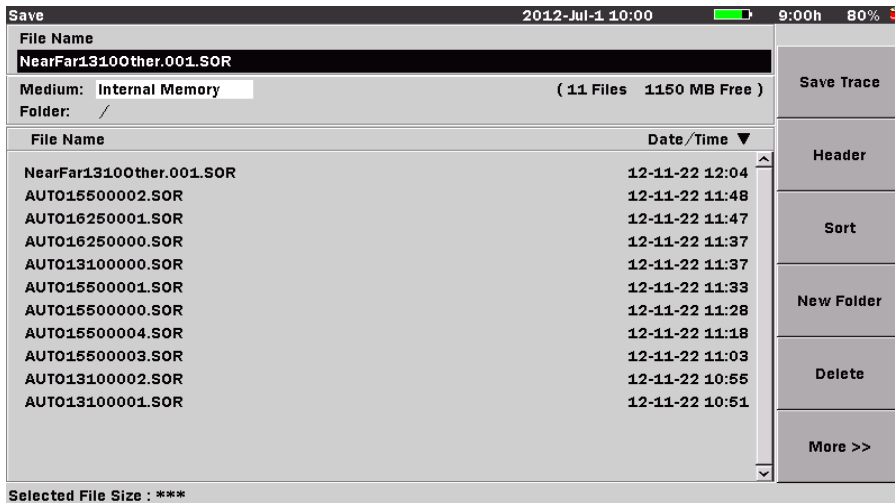 Save 2012-Jul-1 10:00 9:00h 80%
File Name
NearFar1310Other.001.SOR
Medium: Internal Memory ( 11 Files 1150 MB Free )
Folder: /
File Name Date/Time ▼
NearFar1310Other.001.SOR 12-11-22 12:04
AUTO15500002.SOR 12-11-22 11:48
AUTO16250001.SOR 12-11-22 11:47
AUTO16250000.SOR 12-11-22 11:37
AUTO13100000.SOR 12-11-22 11:37
AUTO15500001.SOR 12-11-22 11:33
AUTO15500000.SOR 12-11-22 11:28
AUTO15500004.SOR 12-11-22 11:18
AUTO15500003.SOR 12-11-22 11:03
AUTO13100002.SOR 12-11-22 10:55
AUTO13100001.SOR 12-11-22 10:51
Selected File Size : ***
Save Trace
Header
Sort
New Folder
Delete
More >>